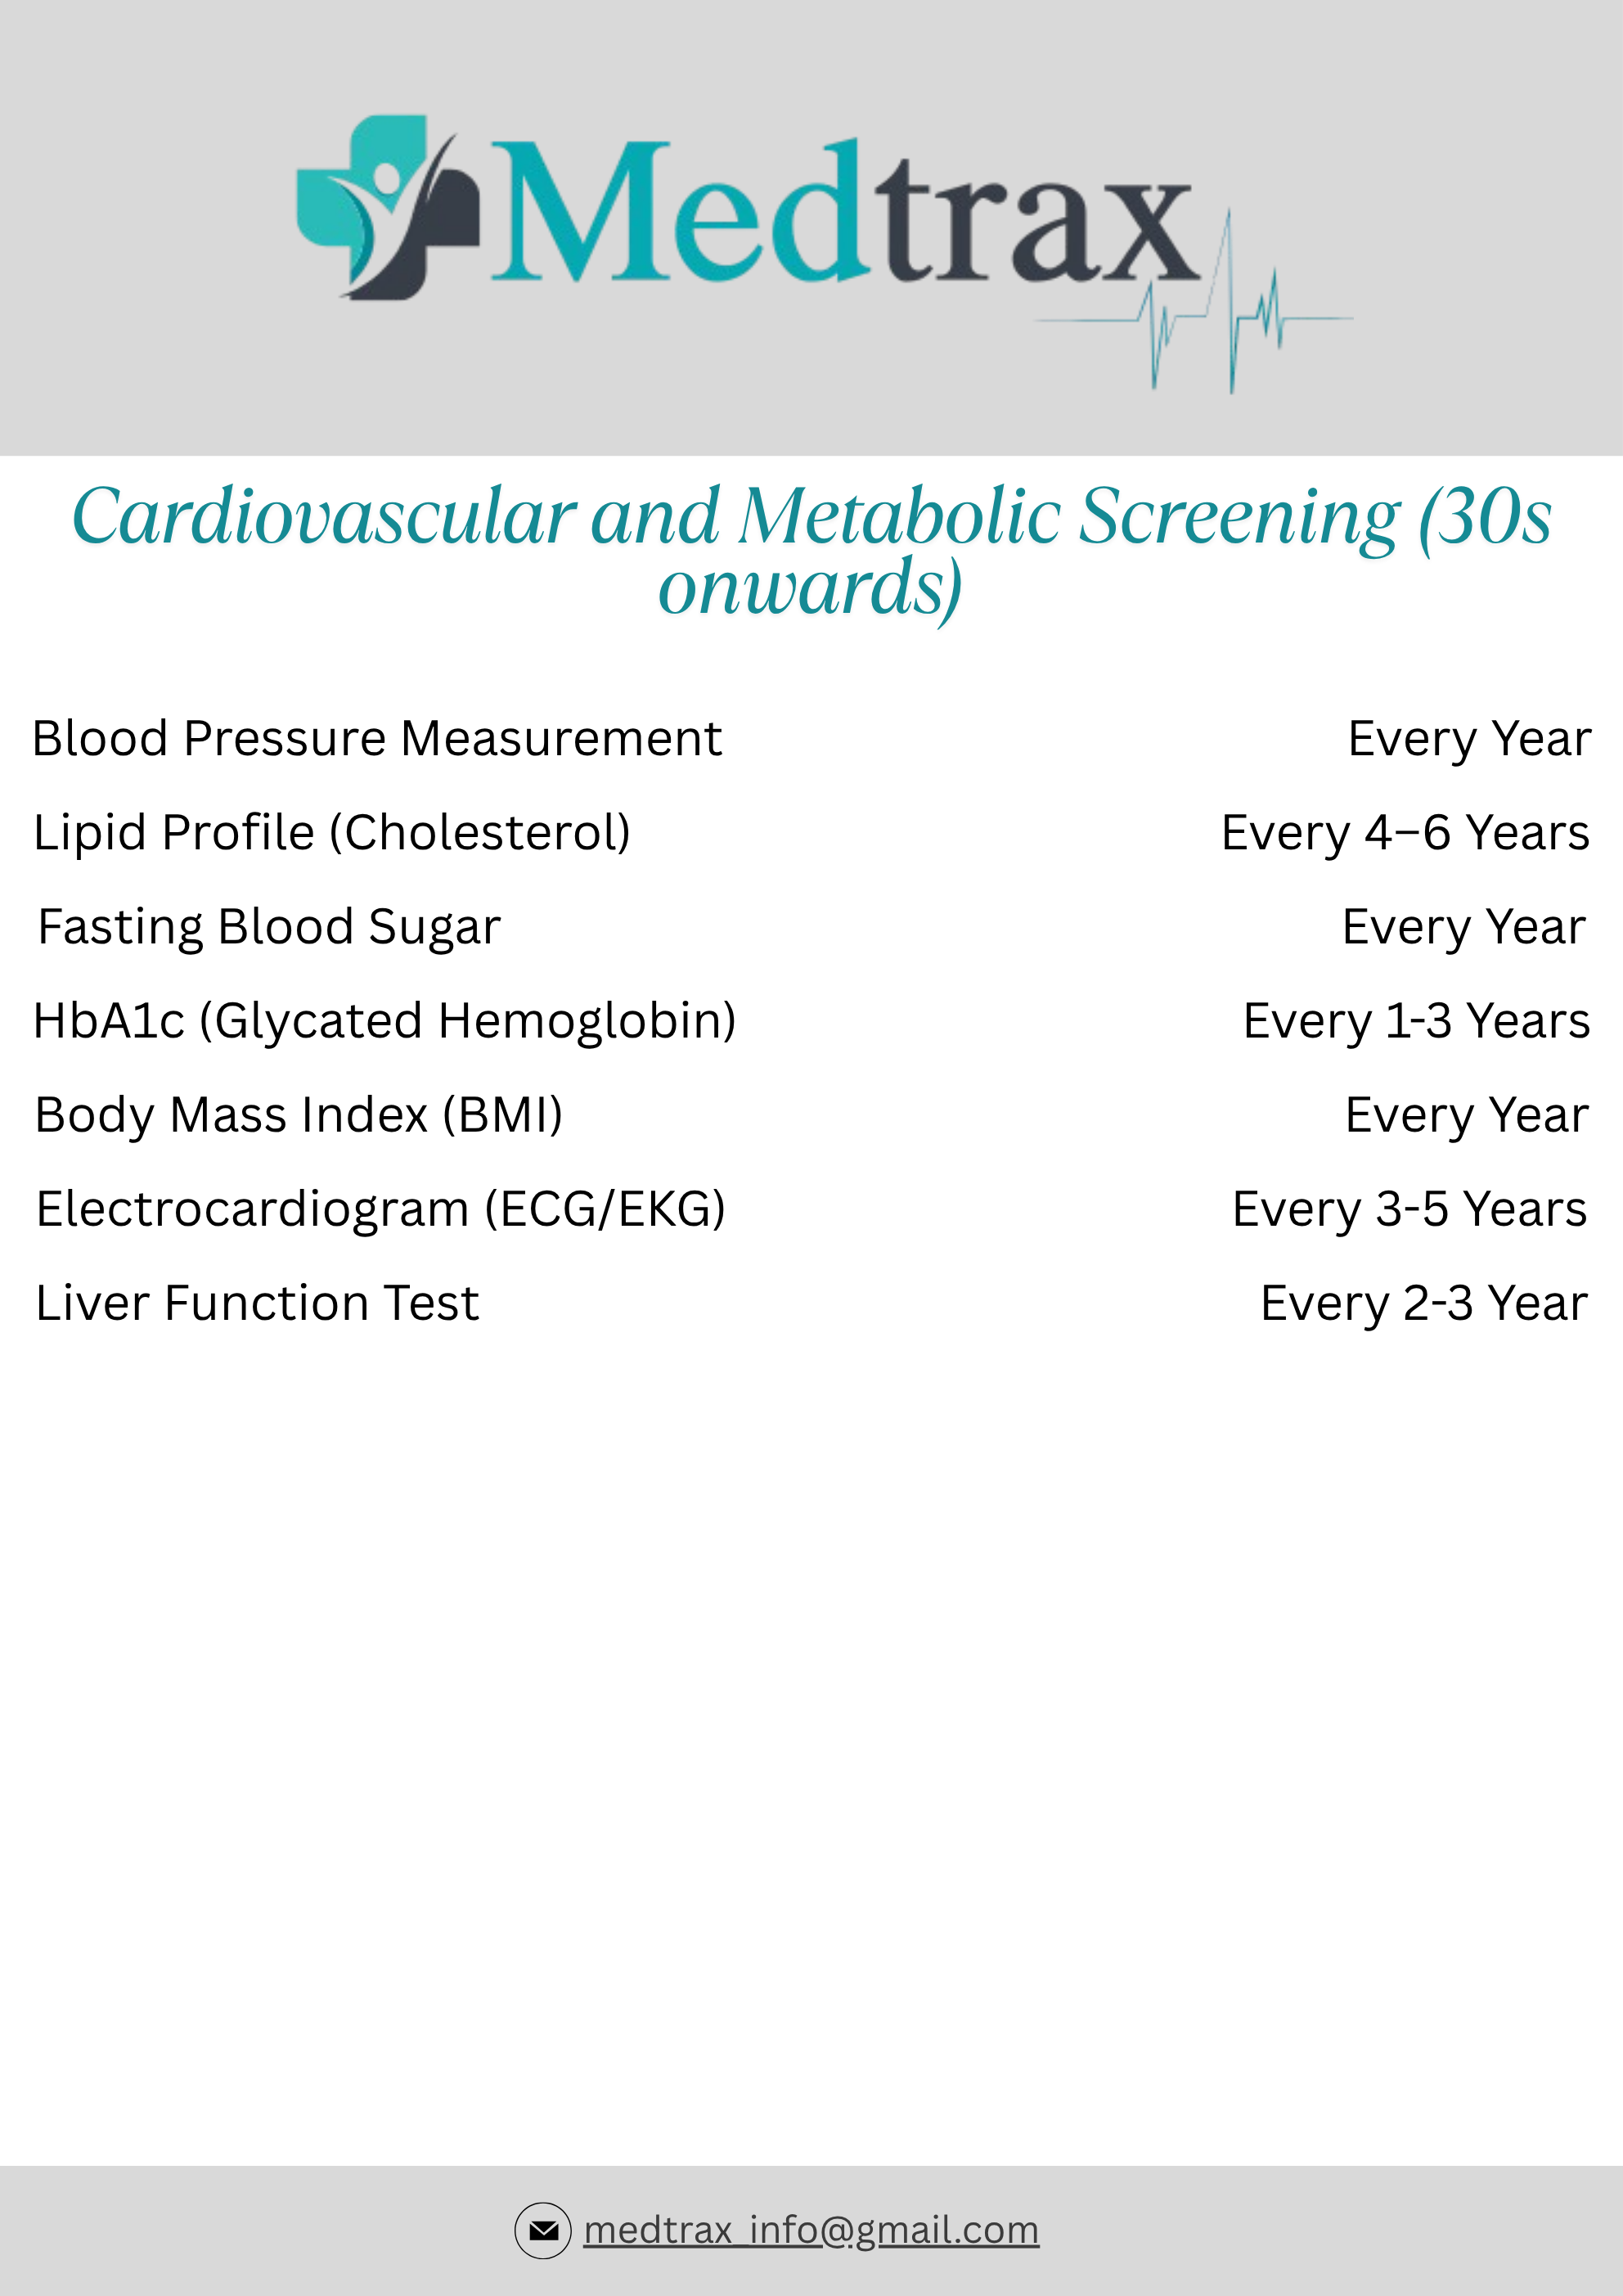 Medtrax
Cardiovascular and Metabolic Screening (30s
onwards)
Blood Pressure Measurement Every Year
Lipid Profile (Cholesterol) Every 4–6 Years
Fasting Blood Sugar Every Year
HbA1c (Glycated Hemoglobin) Every 1-3 Years
Body Mass Index (BMI) Every Year
Electrocardiogram (ECG/EKG) Every 3-5 Years
Liver Function Test Every 2-3 Year
medtrax_info@gmail.com